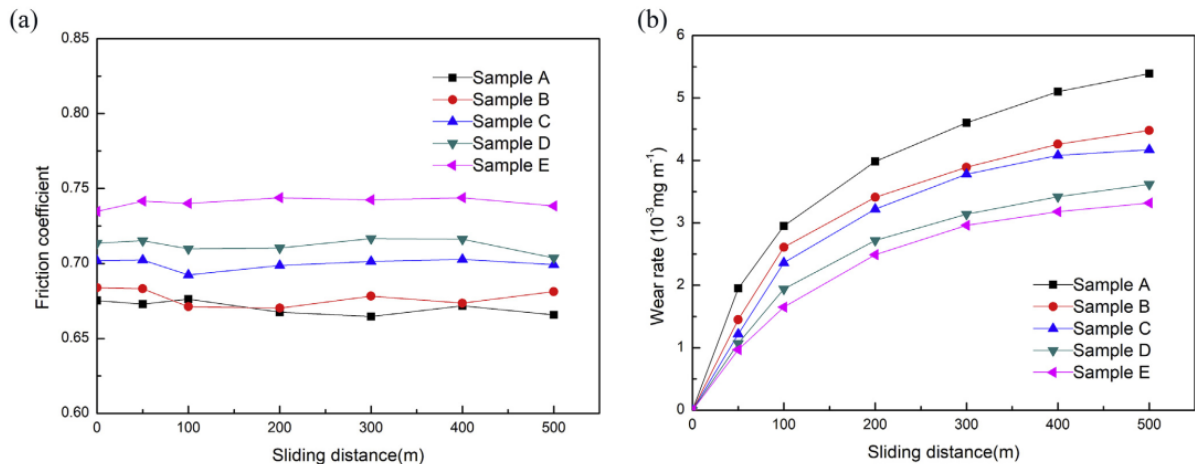 (a)
0.85
0.80
0.75
0.70
0.65
0.60
Friction coefficient
0 100 200 300 400 500
Sliding distance(m)
Sample A
Sample B
Sample C
Sample D
Sample E
(b)
6
5
4
3
2
1
0
Wear rate (10⁻³mg m⁻¹)
0 100 200 300 400 500
Sliding distance(m)
Sample A
Sample B
Sample C
Sample D
Sample E